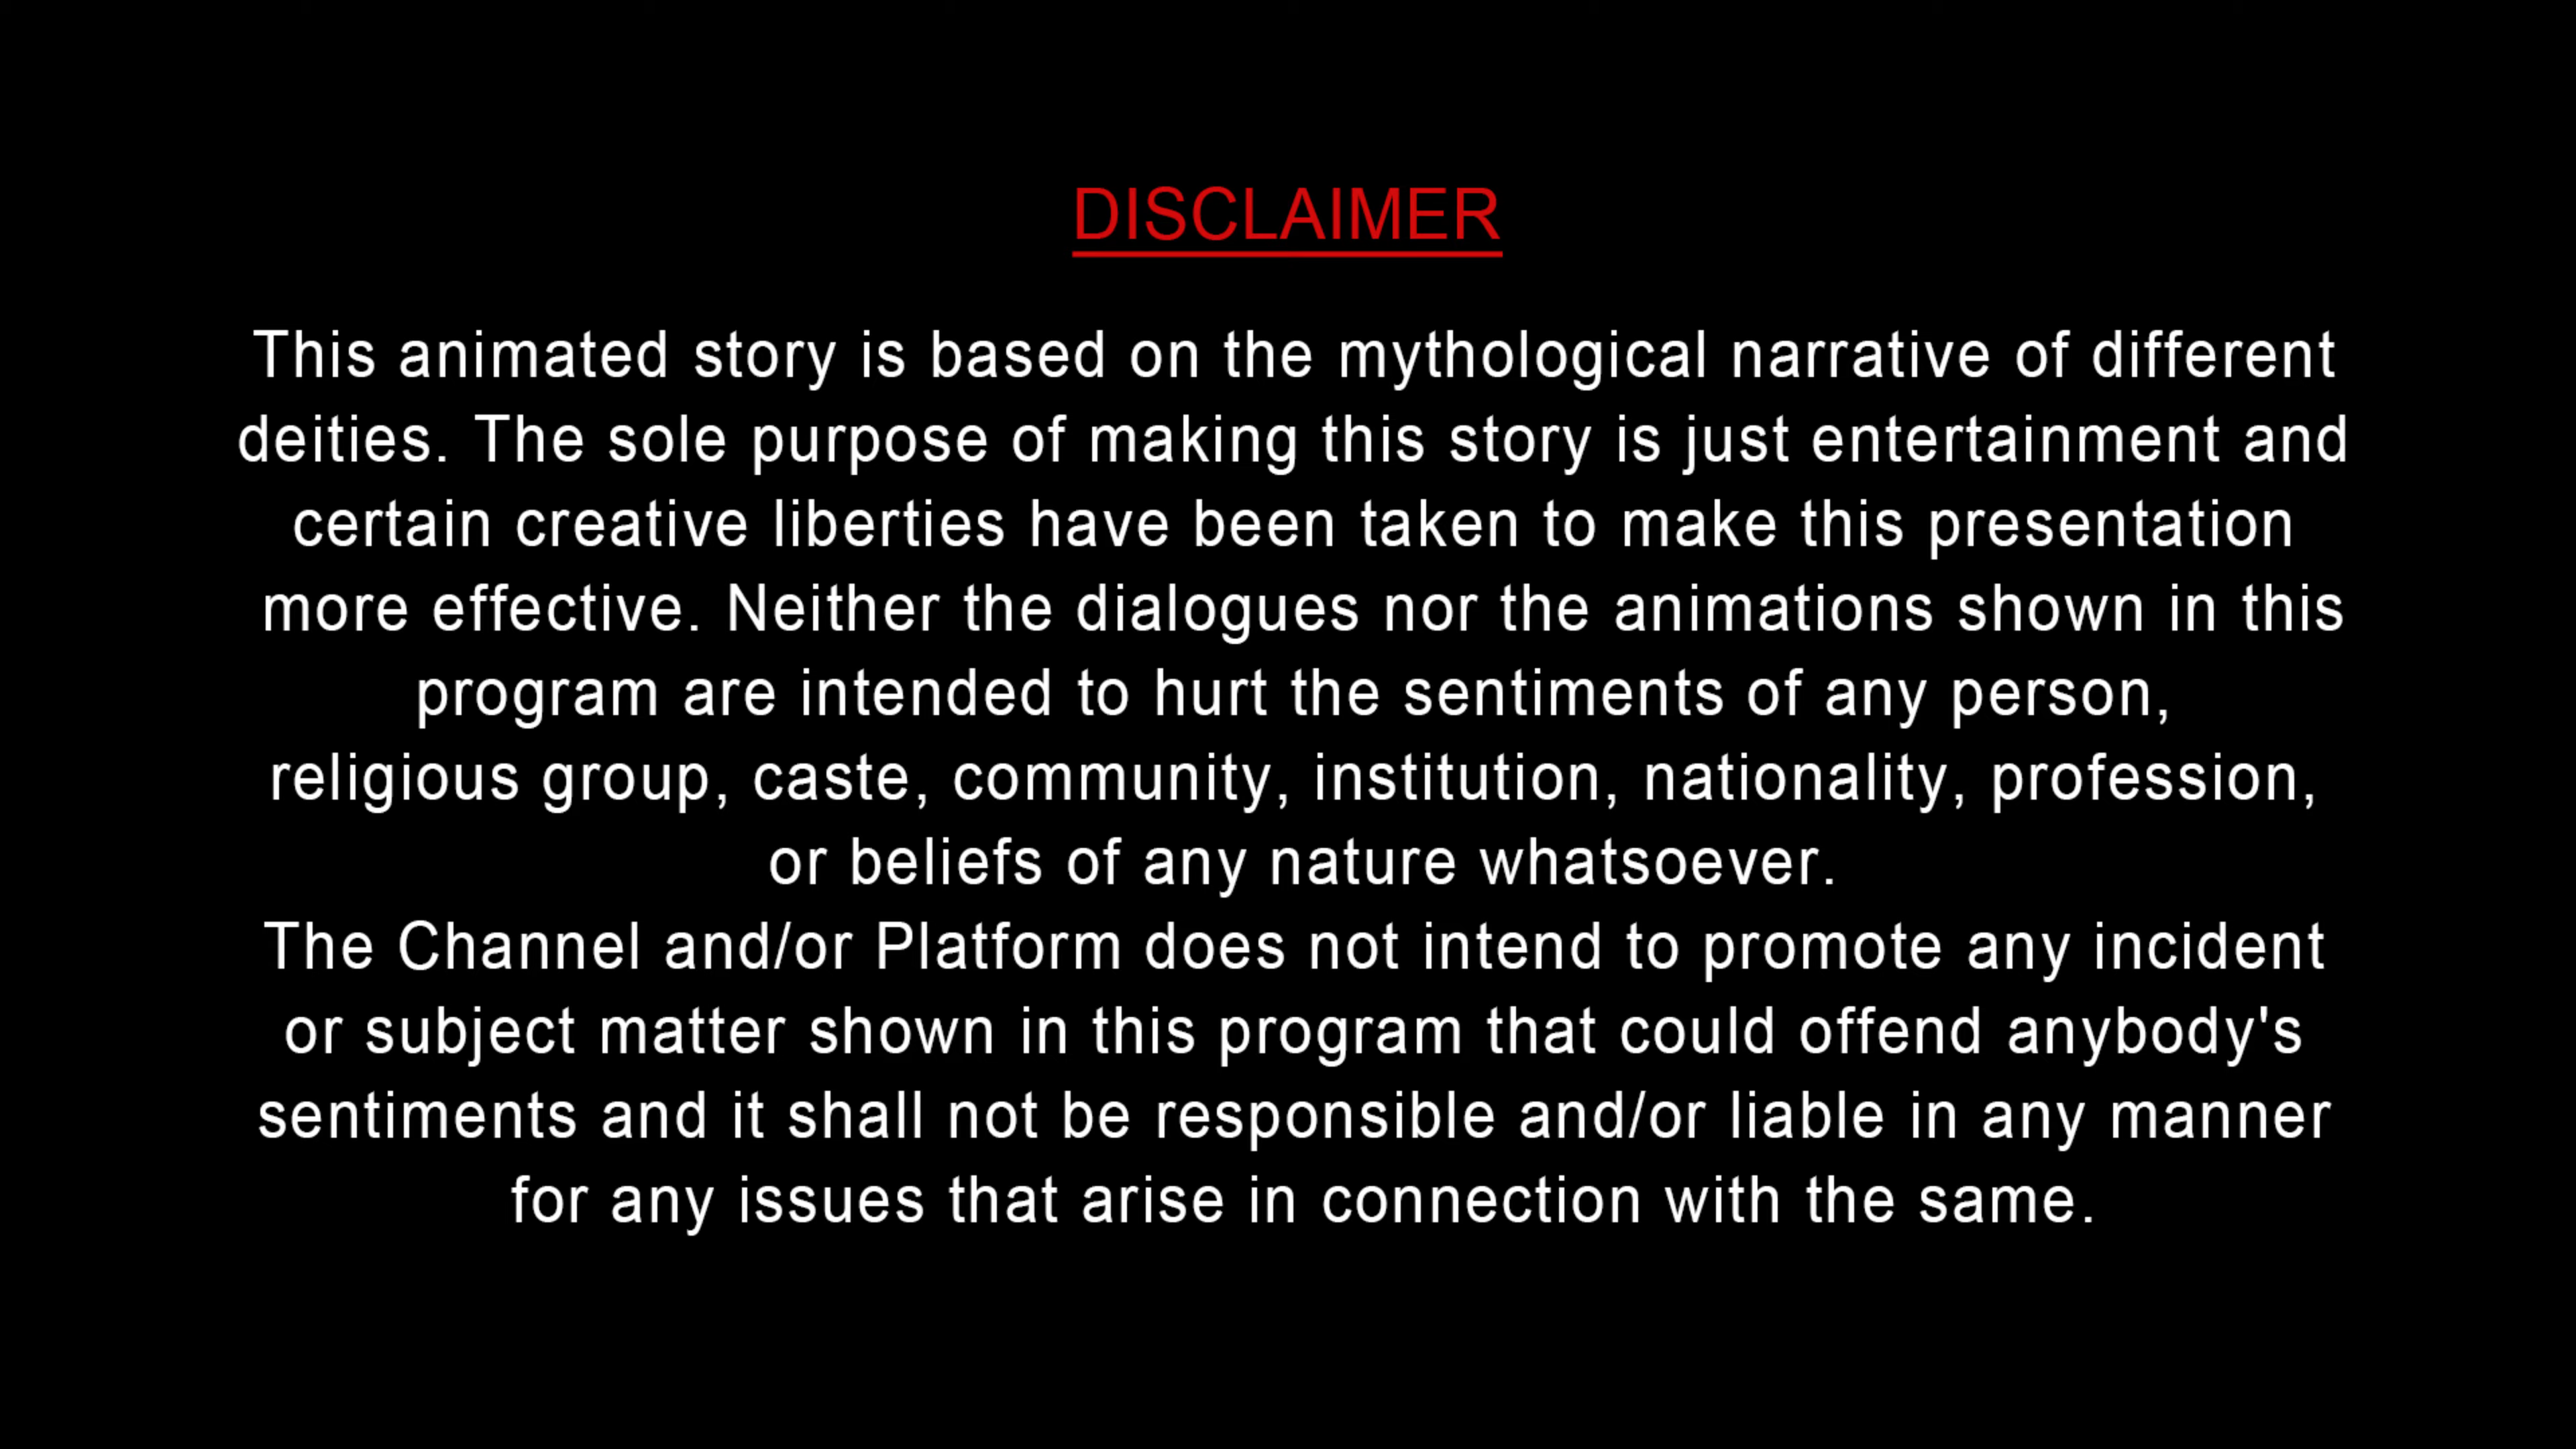 DISCLAIMER
This animated story is based on the mythological narrative of different
deities. The sole purpose of making this story is just entertainment and
certain creative liberties have been taken to make this presentation
more effective. Neither the dialogues nor the animations shown in this
program are intended to hurt the sentiments of any person,
religious group, caste, community, institution, nationality, profession,
or beliefs of any nature whatsoever.
The Channel and/or Platform does not intend to promote any incident
or subject matter shown in this program that could offend anybody's
sentiments and it shall not be responsible and/or liable in any manner
for any issues that arise in connection with the same.